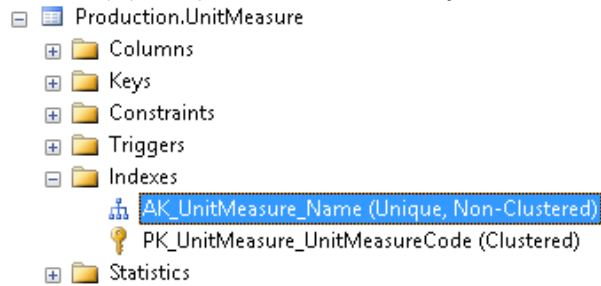 Production.UnitMeasure
Columns
Keys
Constraints
Triggers
Indexes
AK_UnitMeasure_Name (Unique, Non-Clustered)
PK_UnitMeasure_UnitMeasureCode (Clustered)
Statistics